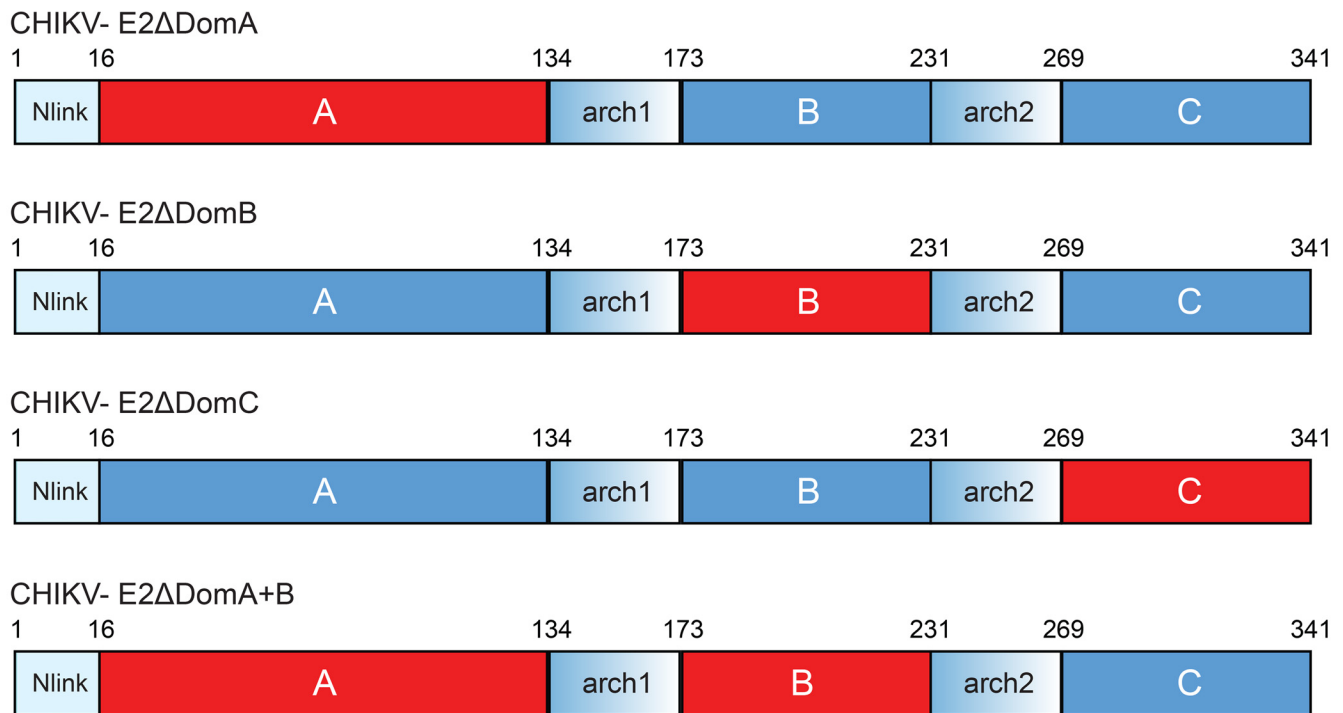 CHIKV- E2ΔDomA
1 16 134 173 231 269 341
Nlink A arch1 B arch2 C
CHIKV- E2ΔDomB
1 16 134 173 231 269 341
Nlink A arch1 B arch2 C
CHIKV- E2ΔDomC
1 16 134 173 231 269 341
Nlink A arch1 B arch2 C
CHIKV- E2ΔDomA+B
1 16 134 173 231 269 341
Nlink A arch1 B arch2 C